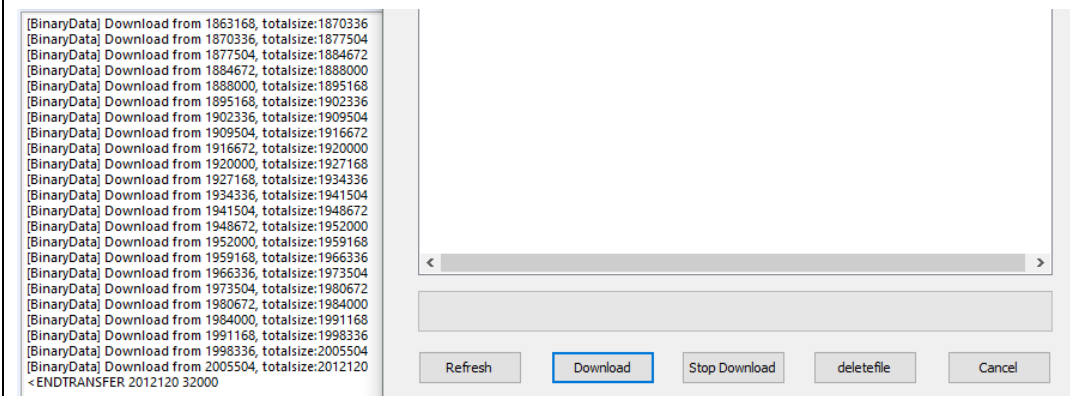 [BinaryData] Download from 1863168, totalsize:1870336
[BinaryData] Download from 1870336, totalsize:1877504
[BinaryData] Download from 1877504, totalsize:1884672
[BinaryData] Download from 1884672, totalsize:1888000
[BinaryData] Download from 1888000, totalsize:1895168
[BinaryData] Download from 1895168, totalsize:1902336
[BinaryData] Download from 1902336, totalsize:1909504
[BinaryData] Download from 1909504, totalsize:1916672
[BinaryData] Download from 1916672, totalsize:1920000
[BinaryData] Download from 1920000, totalsize:1927168
[BinaryData] Download from 1927168, totalsize:1934336
[BinaryData] Download from 1934336, totalsize:1941504
[BinaryData] Download from 1941504, totalsize:1948672
[BinaryData] Download from 1948672, totalsize:1952000
[BinaryData] Download from 1952000, totalsize:1959168
[BinaryData] Download from 1959168, totalsize:1966336
[BinaryData] Download from 1966336, totalsize:1973504
[BinaryData] Download from 1973504, totalsize:1980672
[BinaryData] Download from 1980672, totalsize:1984000
[BinaryData] Download from 1984000, totalsize:1991168
[BinaryData] Download from 1991168, totalsize:1998336
[BinaryData] Download from 1998336, totalsize:2005504
[BinaryData] Download from 2005504, totalsize:2012120
<ENDTRANSFER 2012120 32000
Refresh
Download
Stop Download
deletefile
Cancel